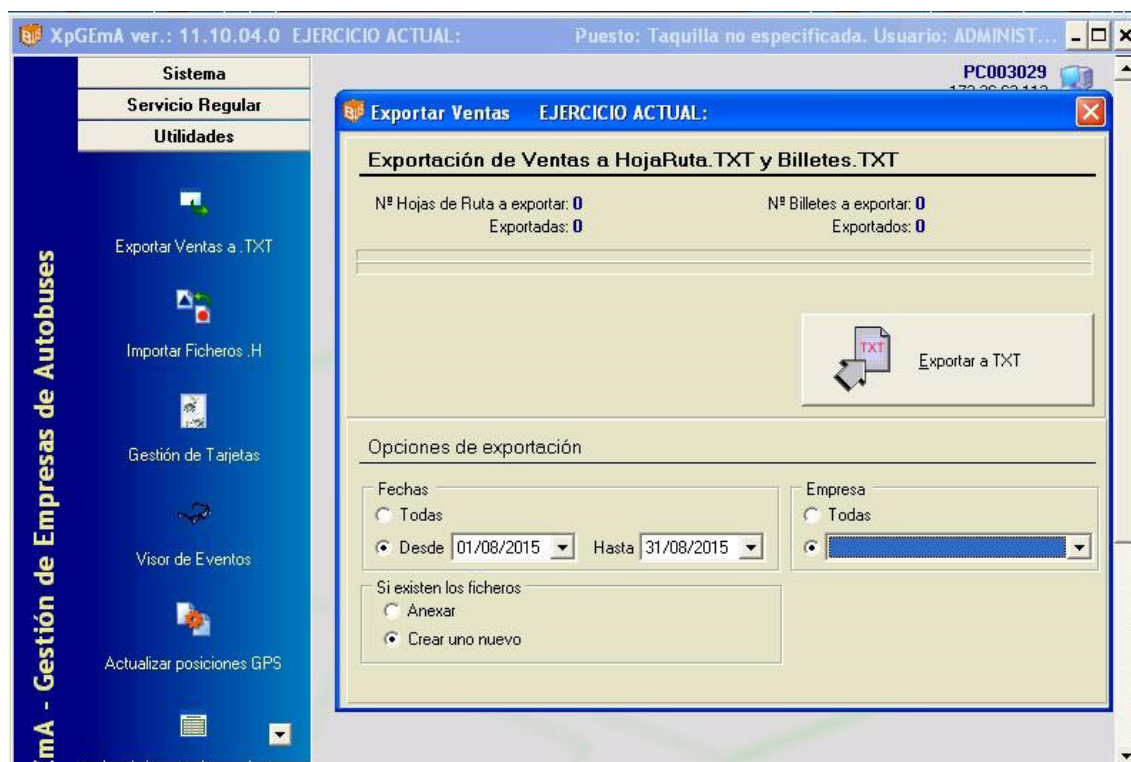 XpGEmA ver.: 11.10.04.0 EJERCICIO ACTUAL: Puesto: Taquilla no especificada. Usuario: ADMINIST...
Sistema
Servicio Regular
Utilidades
Exportar Ventas a .TXT
Importar Ficheros .H
Gestión de Tarjetas
Visor de Eventos
Actualizar posiciones GPS
EmA - Gestión de Empresas de Autobuses
PC003029
Exportar Ventas EJERCICIO ACTUAL:
Exportación de Ventas a HojaRuta.TXT y Billetes.TXT
Nº Hojas de Ruta a exportar: 0 Nº Billetes a exportar: 0
Exportadas: 0 Exportados: 0
TXT
Exportar a TXT
Opciones de exportación
Fechas
Todas
Desde 01/08/2015 Hasta 31/08/2015
Empresa
Todas
Si existen los ficheros
Anexar
Crear uno nuevo